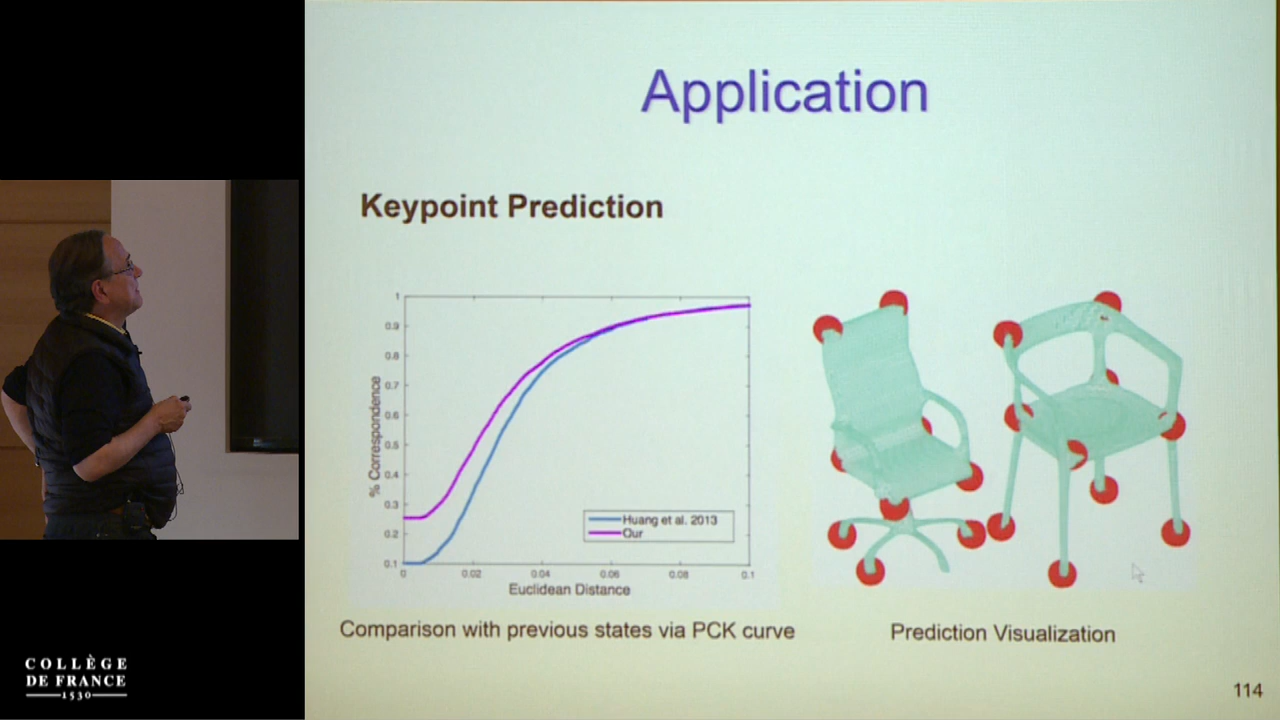 Application
Keypoint Prediction
1
0.9
0.8
0.7
0.6
0.5
0.4
0.3
0.2
0.1
% Correspondence
Huang et al. 2013
Our
0 0.02 0.04 0.06 0.08 0.1
Euclidean Distance
Comparison with previous states via PCK curve
Prediction Visualization
114
COLLÈGE
DE FRANCE
1530